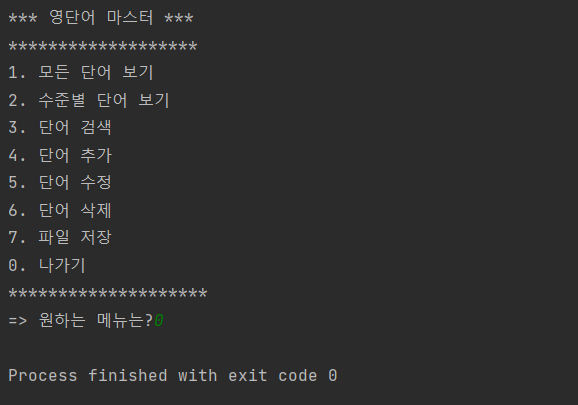 *** 영단어 마스터 ***
*******************
1. 모든 단어 보기
2. 수준별 단어 보기
3. 단어 검색
4. 단어 추가
5. 단어 수정
6. 단어 삭제
7. 파일 저장
0. 나가기
********************
=> 원하는 메뉴는?0
Process finished with exit code 0